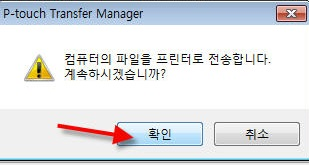 P-touch Transfer Manager
컴퓨터의 파일을 프린터로 전송합니다.
계속하시겠습니까?
확인
취소